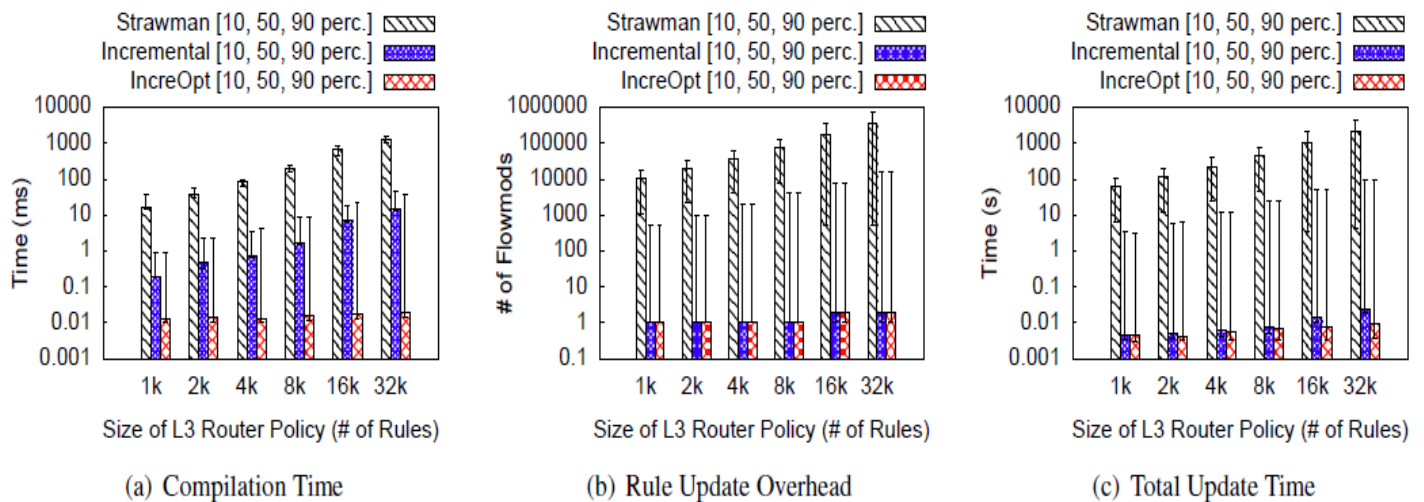 Strawman [10, 50, 90 perc.]
Incremental [10, 50, 90 perc.]
IncreOpt [10, 50, 90 perc.]
10000
1000
100
10
1
0.1
0.01
0.001
Time (ms)
1k 2k 4k 8k 16k 32k
Size of L3 Router Policy (# of Rules)
(a) Compilation Time
Strawman [10, 50, 90 perc.]
Incremental [10, 50, 90 perc.]
IncreOpt [10, 50, 90 perc.]
1000000
100000
10000
1000
100
10
1
0.1
# of Flowmods
1k 2k 4k 8k 16k 32k
Size of L3 Router Policy (# of Rules)
(b) Rule Update Overhead
Strawman [10, 50, 90 perc.]
Incremental [10, 50, 90 perc.]
IncreOpt [10, 50, 90 perc.]
10000
1000
100
10
1
0.1
0.01
0.001
Time (s)
1k 2k 4k 8k 16k 32k
Size of L3 Router Policy (# of Rules)
(c) Total Update Time